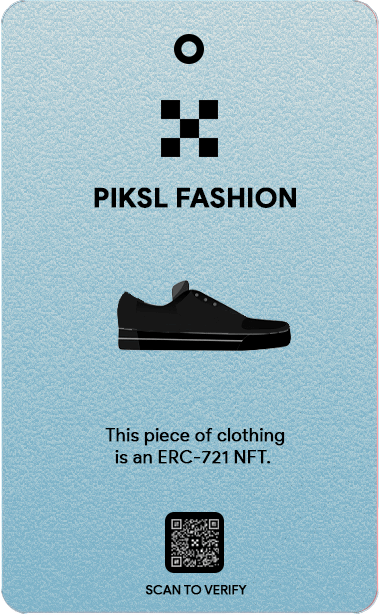 PIKSL FASHION
This piece of clothing
is an ERC-721 NFT.
SCAN TO VERIFY